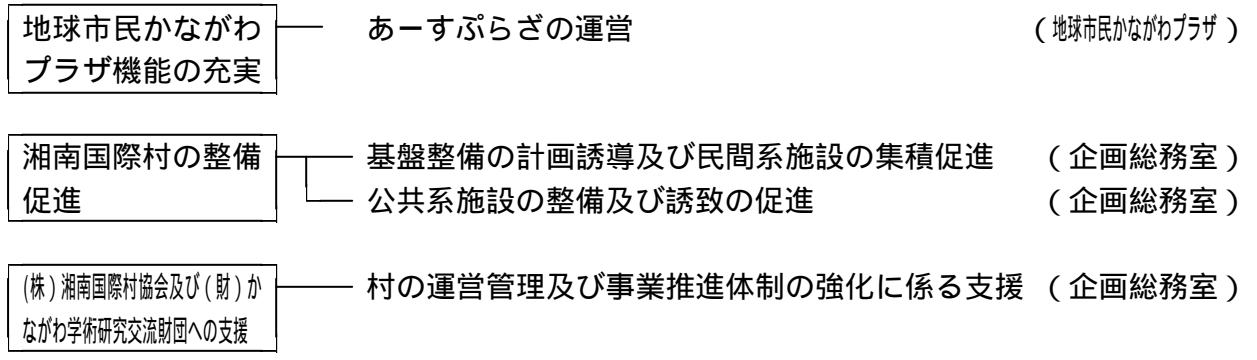 地球市民かながわ
プラザ機能の充実
あーすぷらざの運営 (地球市民かながわプラザ)
湘南国際村の整備
促進
基盤整備の計画誘導及び民間系施設の集積促進 (企画総務室)
公共系施設の整備及び誘致の促進 (企画総務室)
(株)湘南国際村協会及び(財)か
ながわ学術研究交流財団への支援
村の運営管理及び事業推進体制の強化に係る支援 (企画総務室)